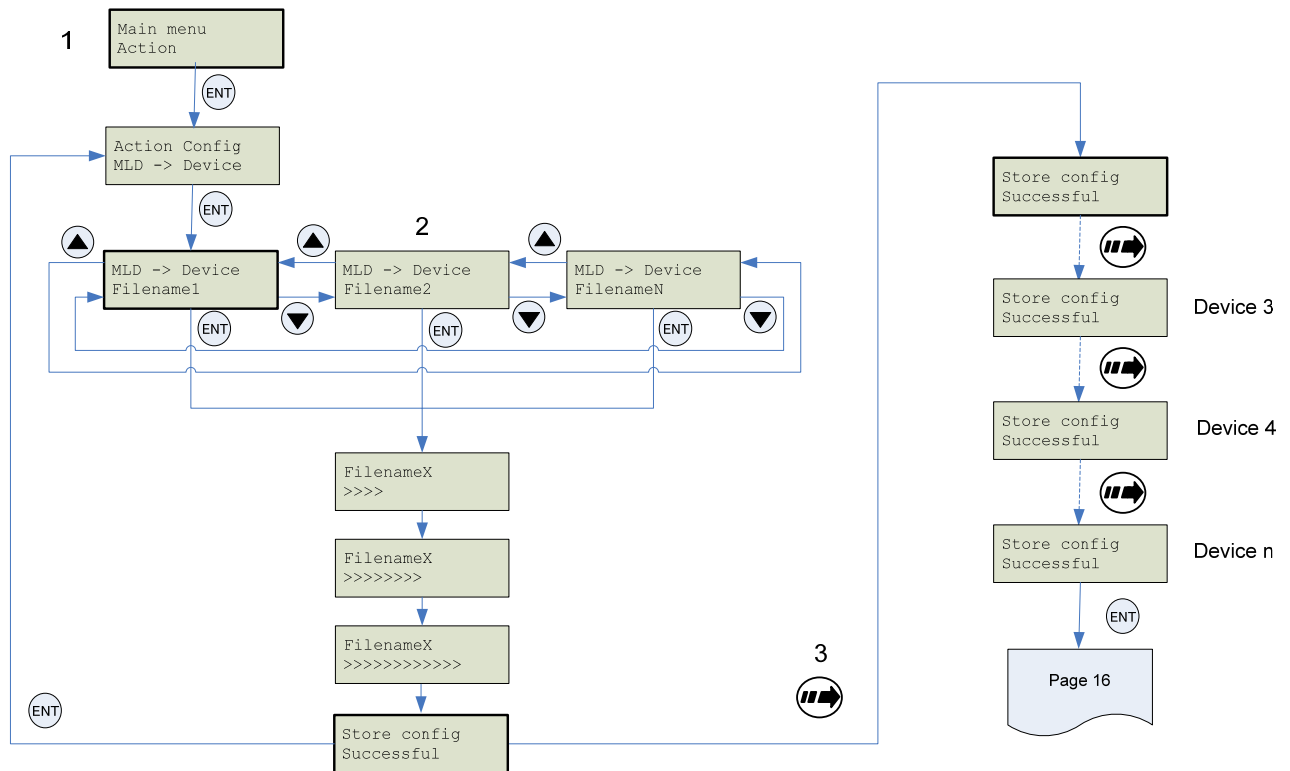 1
Main menu
Action
ENT
Action Config
MLD -> Device
ENT
2
MLD -> Device
Filename1
MLD -> Device
Filename2
MLD -> Device
FilenameN
ENT
ENT
ENT
FilenameX
>>>>
FilenameX
>>>>>>>>
FilenameX
>>>>>>>>>>>>
ENT
Store config
Successful
3
Store config
Successful
Store config
Successful
Device 3
Store config
Successful
Device 4
Store config
Successful
Device n
ENT
Page 16